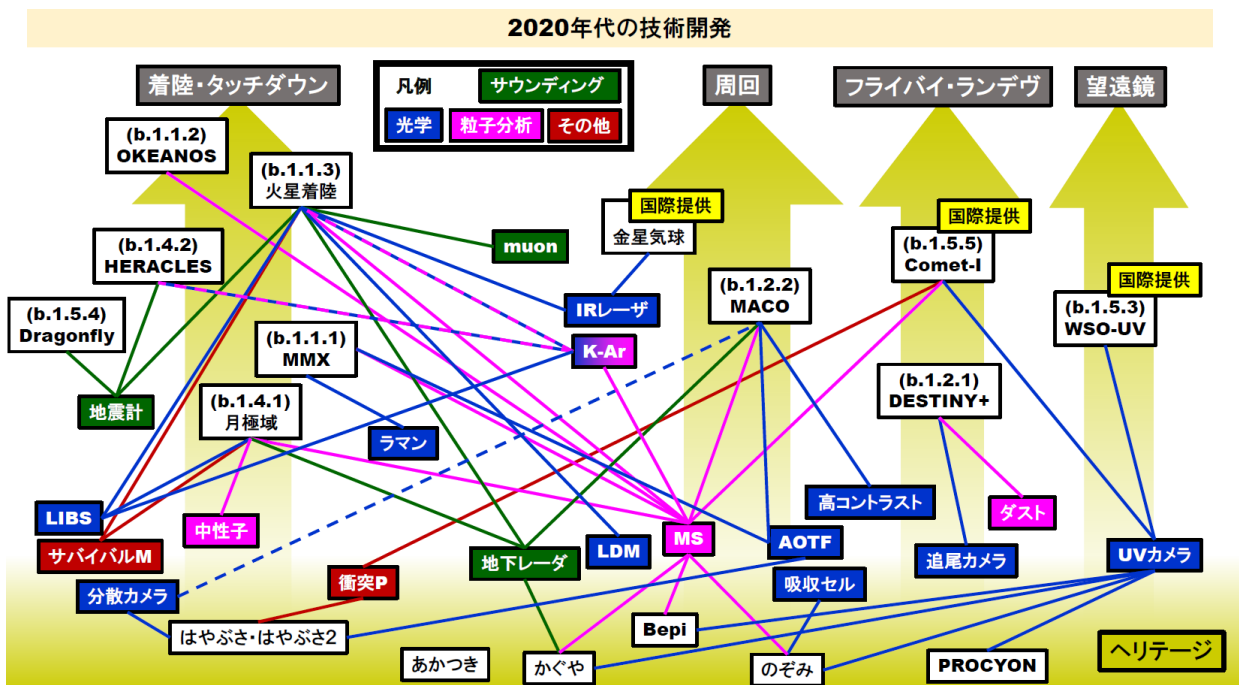 2020年代の技術開発
着陸・タッチダウン
凡例
サウンディング
光学
粒子分析
その他
周回
フライバイ・ランデヴ
望遠鏡
(b.1.1.2)
OKEANOS
(b.1.1.3)
火星着陸
国際提供
金星気球
国際提供
(b.1.5.5)
Comet-I
(b.1.4.2)
HERACLES
muon
(b.1.2.2)
MACO
国際提供
(b.1.5.3)
WSO-UV
(b.1.5.4)
Dragonfly
IRレーザ
(b.1.1.1)
MMX
K-Ar
(b.1.2.1)
DESTINY+
地震計
(b.1.4.1)
月極域
ラマン
高コントラスト
ダスト
LIBS
中性子
MS
AOTF
サバイバルM
地下レーダ
LDM
追尾カメラ
UVカメラ
分散カメラ
衝突P
吸収セル
はやぶさ・はやぶさ2
Bepi
あかつき
かぐや
のぞみ
PROCYON
ヘリテージ